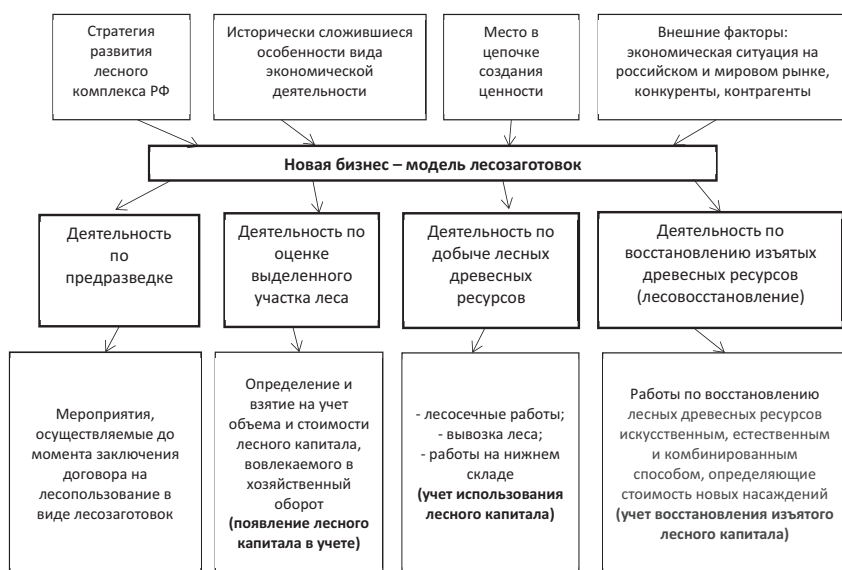 Стратегия
развития
лесного
комплекса РФ
Исторически сложившиеся
особенности вида
экономической
деятельности
Место в
цепочке
создания
ценности
Внешние факторы:
экономическая ситуация на
российском и мировом рынке,
конкуренты, контрагенты
Новая бизнес – модель лесозаготовок
Деятельность
по
предразведке
Деятельность по
оценке
выделенного
участка леса
Деятельность по
добыче лесных
древесных
ресурсов
Деятельность по
восстановлению изъятых
древесных ресурсов
(лесовосстановление)
Мероприятия,
осуществляемые до
момента заключения
договора на
лесопользование в
виде лесозаготовок
Определение и
взятие на учет
объема и стоимости
лесного капитала,
вовлекаемого в
хозяйственный
оборот
(появление лесного
капитала в учете)
- лесосечные работы;
- вывозка леса;
- работы на нижнем
складе
(учет использования
лесного капитала)
Работы по восстановлению
лесных древесных ресурсов
искусственным, естественным
и комбинированным
способом, определяющие
стоимость новых насаждений
(учет восстановления изъятого
лесного капитала)